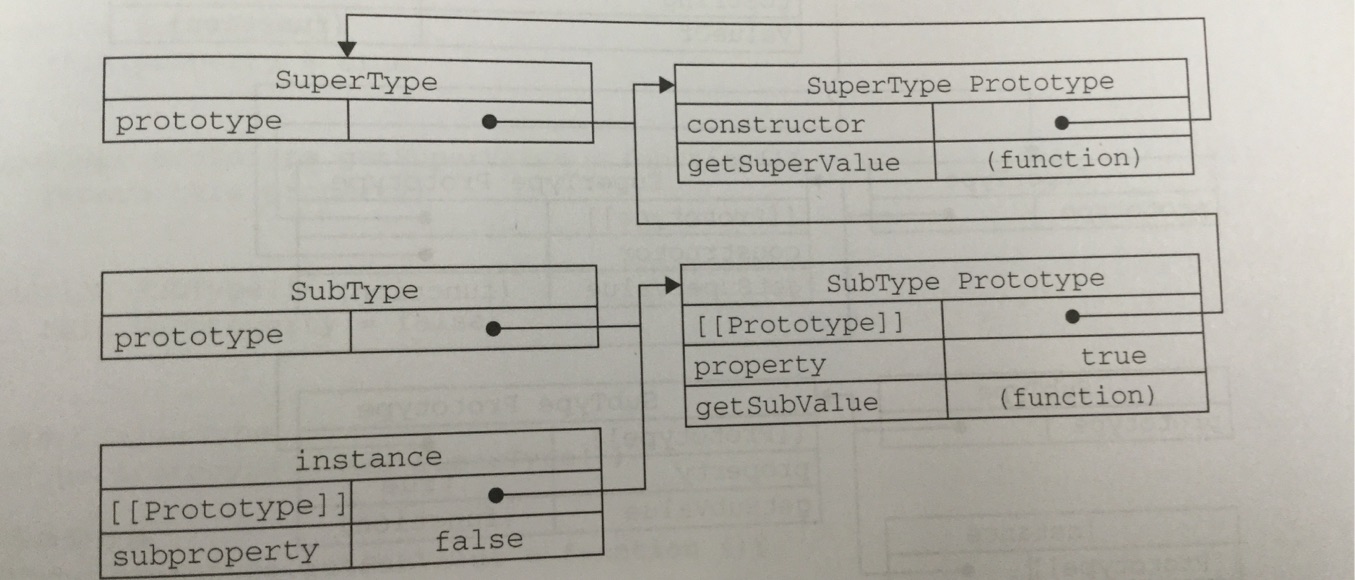 SuperType
prototype
SuperType Prototype
constructor
getSuperValue (function)
SubType
prototype
SubType Prototype
[[Prototype]]
property true
getSubValue (function)
instance
[[Prototype]]
subproperty false